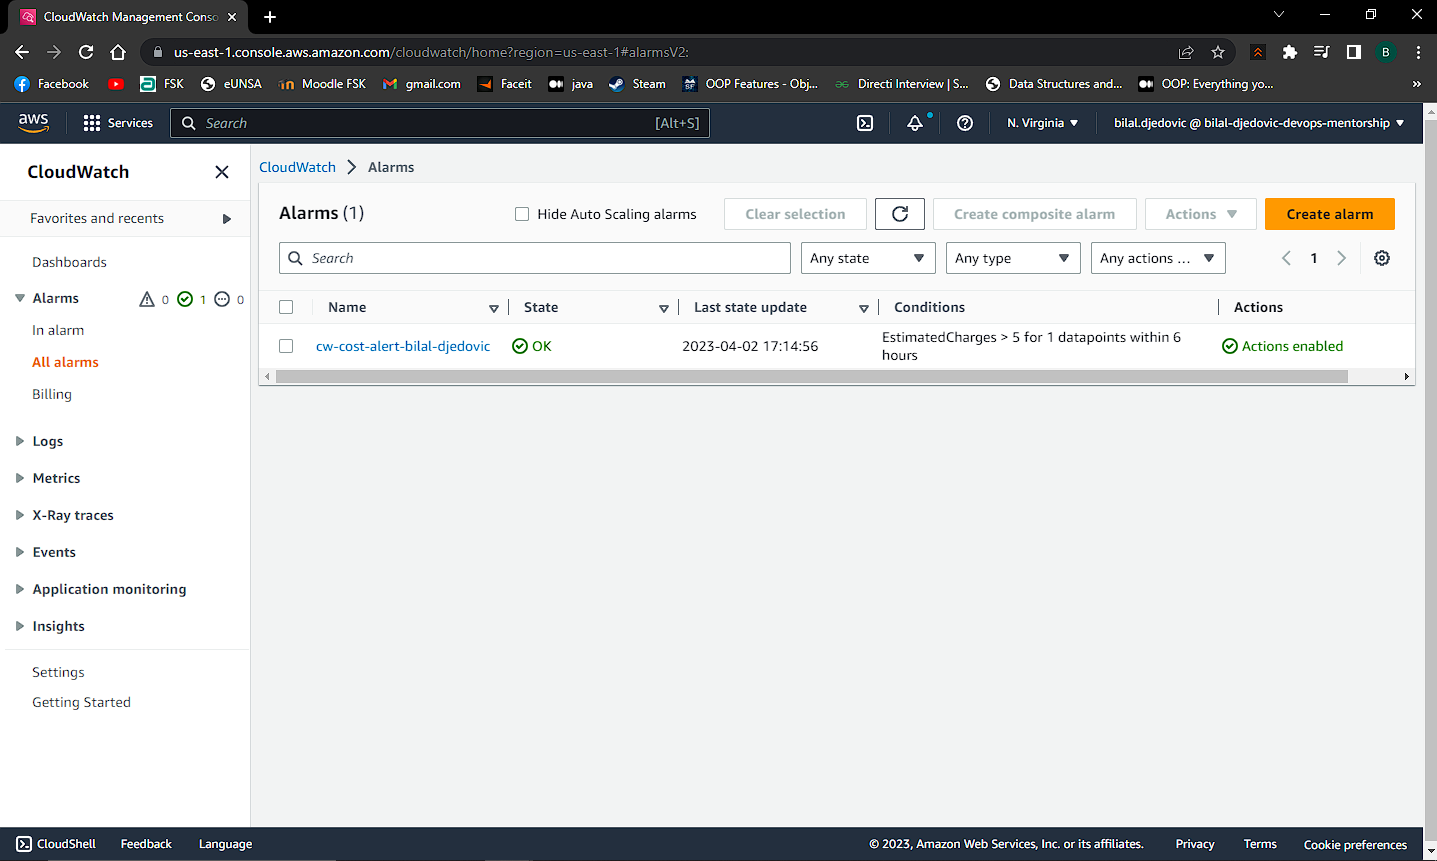 CloudWatch Management Conso
us-east-1.console.aws.amazon.com/cloudwatch/home?region=us-east-1#alarmsV2:
B
Facebook FSK eUNSA Moodle FSK gmail.com Faceit java Steam OOP Features - Obj... Directi Interview | S... Data Structures and... OOP: Everything yo... »
aws Services Search [Alt+S] N. Virginia bilal.djedovic @ bilal-djedovic-devops-mentorship
CloudWatch
Favorites and recents
Dashboards
Alarms 0 1 0
In alarm
All alarms
Billing
Logs
Metrics
X-Ray traces
Events
Application monitoring
Insights
Settings
Getting Started
CloudWatch > Alarms
Alarms (1) Hide Auto Scaling alarms Clear selection Create composite alarm Actions Create alarm
Search Any state Any type Any actions ... 1
Name State Last state update Conditions Actions
cw-cost-alert-bilal-djedovic OK 2023-04-02 17:14:56 EstimatedCharges > 5 for 1 datapoints within 6
hours Actions enabled
CloudShell Feedback Language © 2023, Amazon Web Services, Inc. or its affiliates. Privacy Terms Cookie preferences